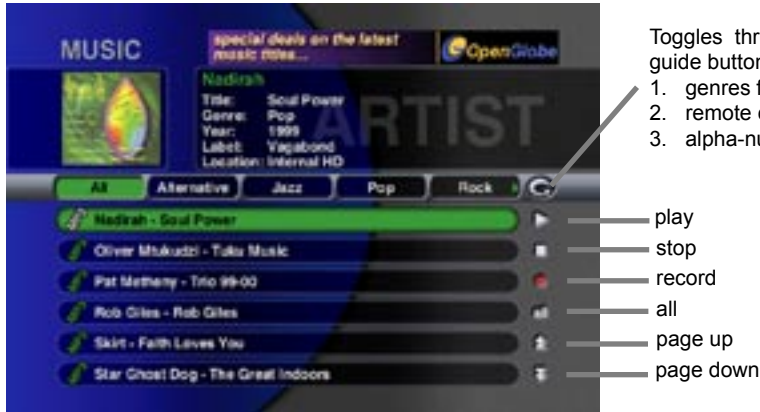 MUSIC
special deals on the latest
music titles...
OpenGlobe
Toggles thr
guide button
1. genres f
2. remote
3. alpha-nu
Nadirah
Title: Soul Power
Genre: Pop
Year: 1999
Label: Vagabond
Location: Internal HD
ARTIST
All
Alternative
Jazz
Pop
Rock
Nadirah - Soul Power
Oliver Mtukudzi - Tuku Music
Pat Metheny - Trio 99-00
Rob Giles - Rob Giles
Skirt - Faith Loves You
Star Ghost Dog - The Great Indoors
play
stop
record
all
all
page up
page down